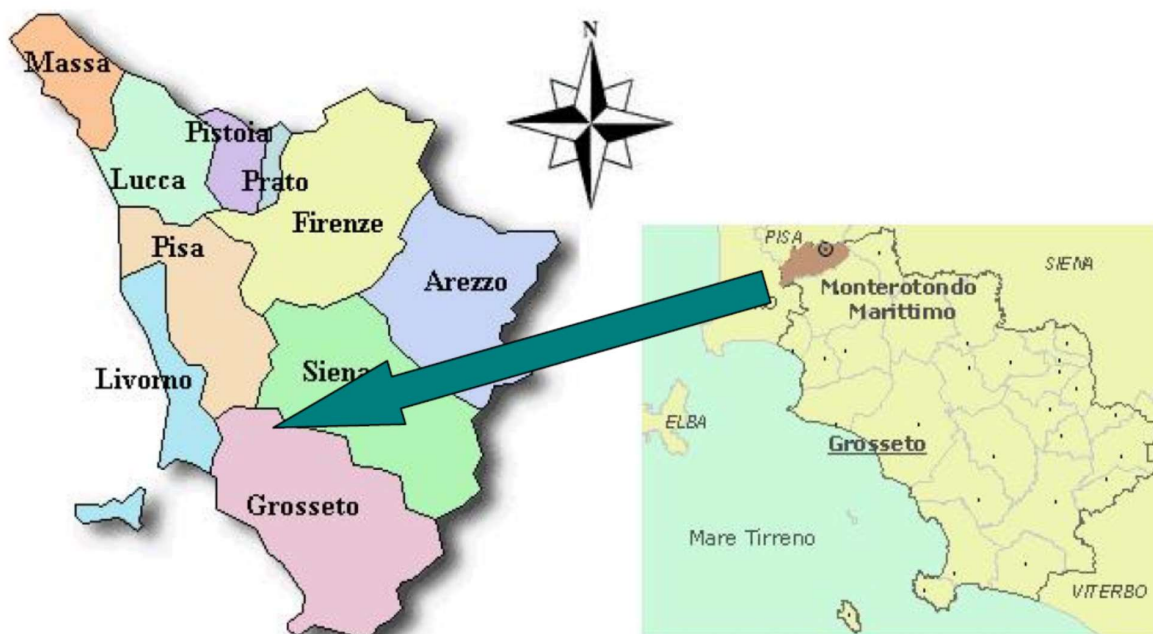 N
Massa
Pistoia
Lucca
Prato
Firenze
Pisa
Arezzo
Livorno
Siena
Grosseto
PISA
SIENA
Monterotondo
Marittimo
ELBA
Grosseto
Mare Tirreno
VITERBO